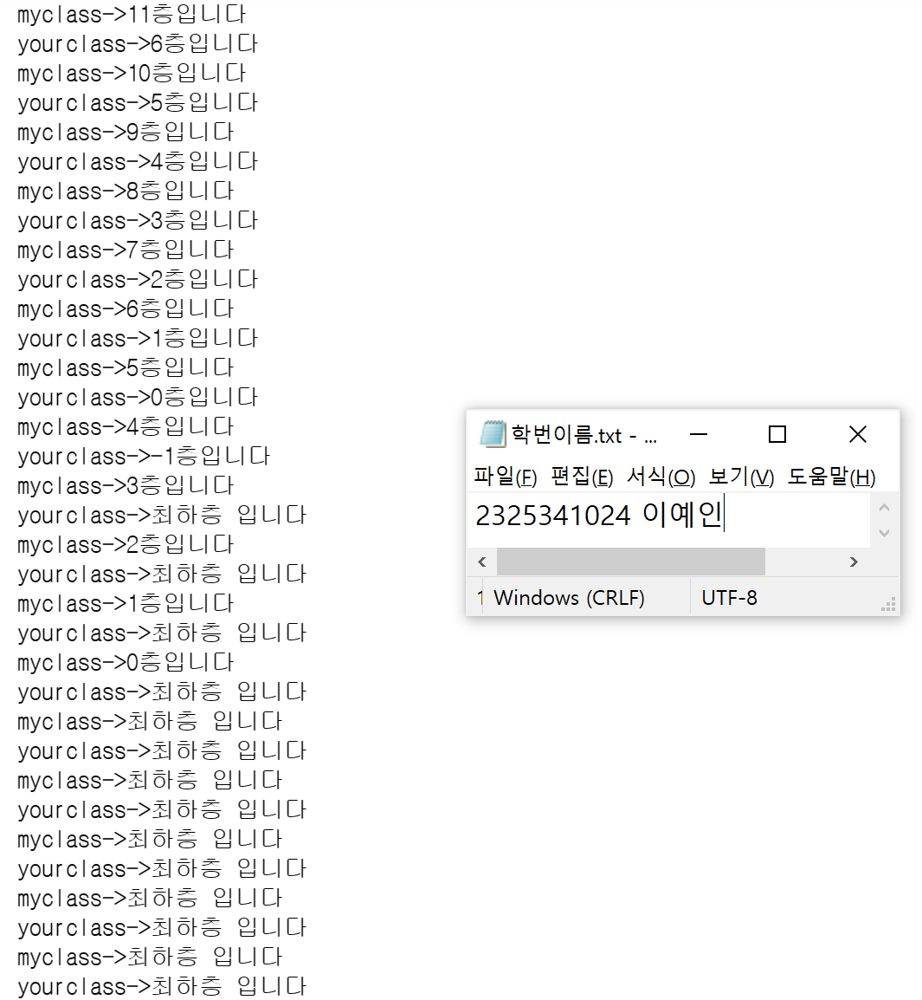 myclass->11층입니다
yourclass->6층입니다
myclass->10층입니다
yourclass->5층입니다
myclass->9층입니다
yourclass->4층입니다
myclass->8층입니다
yourclass->3층입니다
myclass->7층입니다
yourclass->2층입니다
myclass->6층입니다
yourclass->1층입니다
myclass->5층입니다
yourclass->0층입니다
myclass->4층입니다
yourclass->-1층입니다
myclass->3층입니다
yourclass->최하층 입니다
myclass->2층입니다
yourclass->최하층 입니다
myclass->1층입니다
yourclass->최하층 입니다
myclass->0층입니다
yourclass->최하층 입니다
myclass->최하층 입니다
yourclass->최하층 입니다
myclass->최하층 입니다
yourclass->최하층 입니다
myclass->최하층 입니다
yourclass->최하층 입니다
myclass->최하층 입니다
yourclass->최하층 입니다
myclass->최하층 입니다
yourclass->최하층 입니다
학번이름.txt - ...
파일(F) 편집(E) 서식(O) 보기(V) 도움말(H)
2325341024 이예인
Windows (CRLF) UTF-8